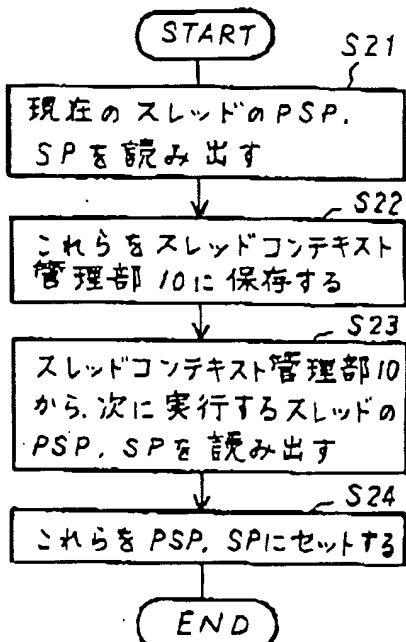 START
S21
現在のスレッドのPSP.
SPを読み出す
S22
これらをスレッドコンテキスト
管理部10に保存する
S23
スレッドコンテキスト管理部10
から、次に実行するスレッドの
PSP, SPを読み出す
S24
これらをPSP, SPにセットする
END